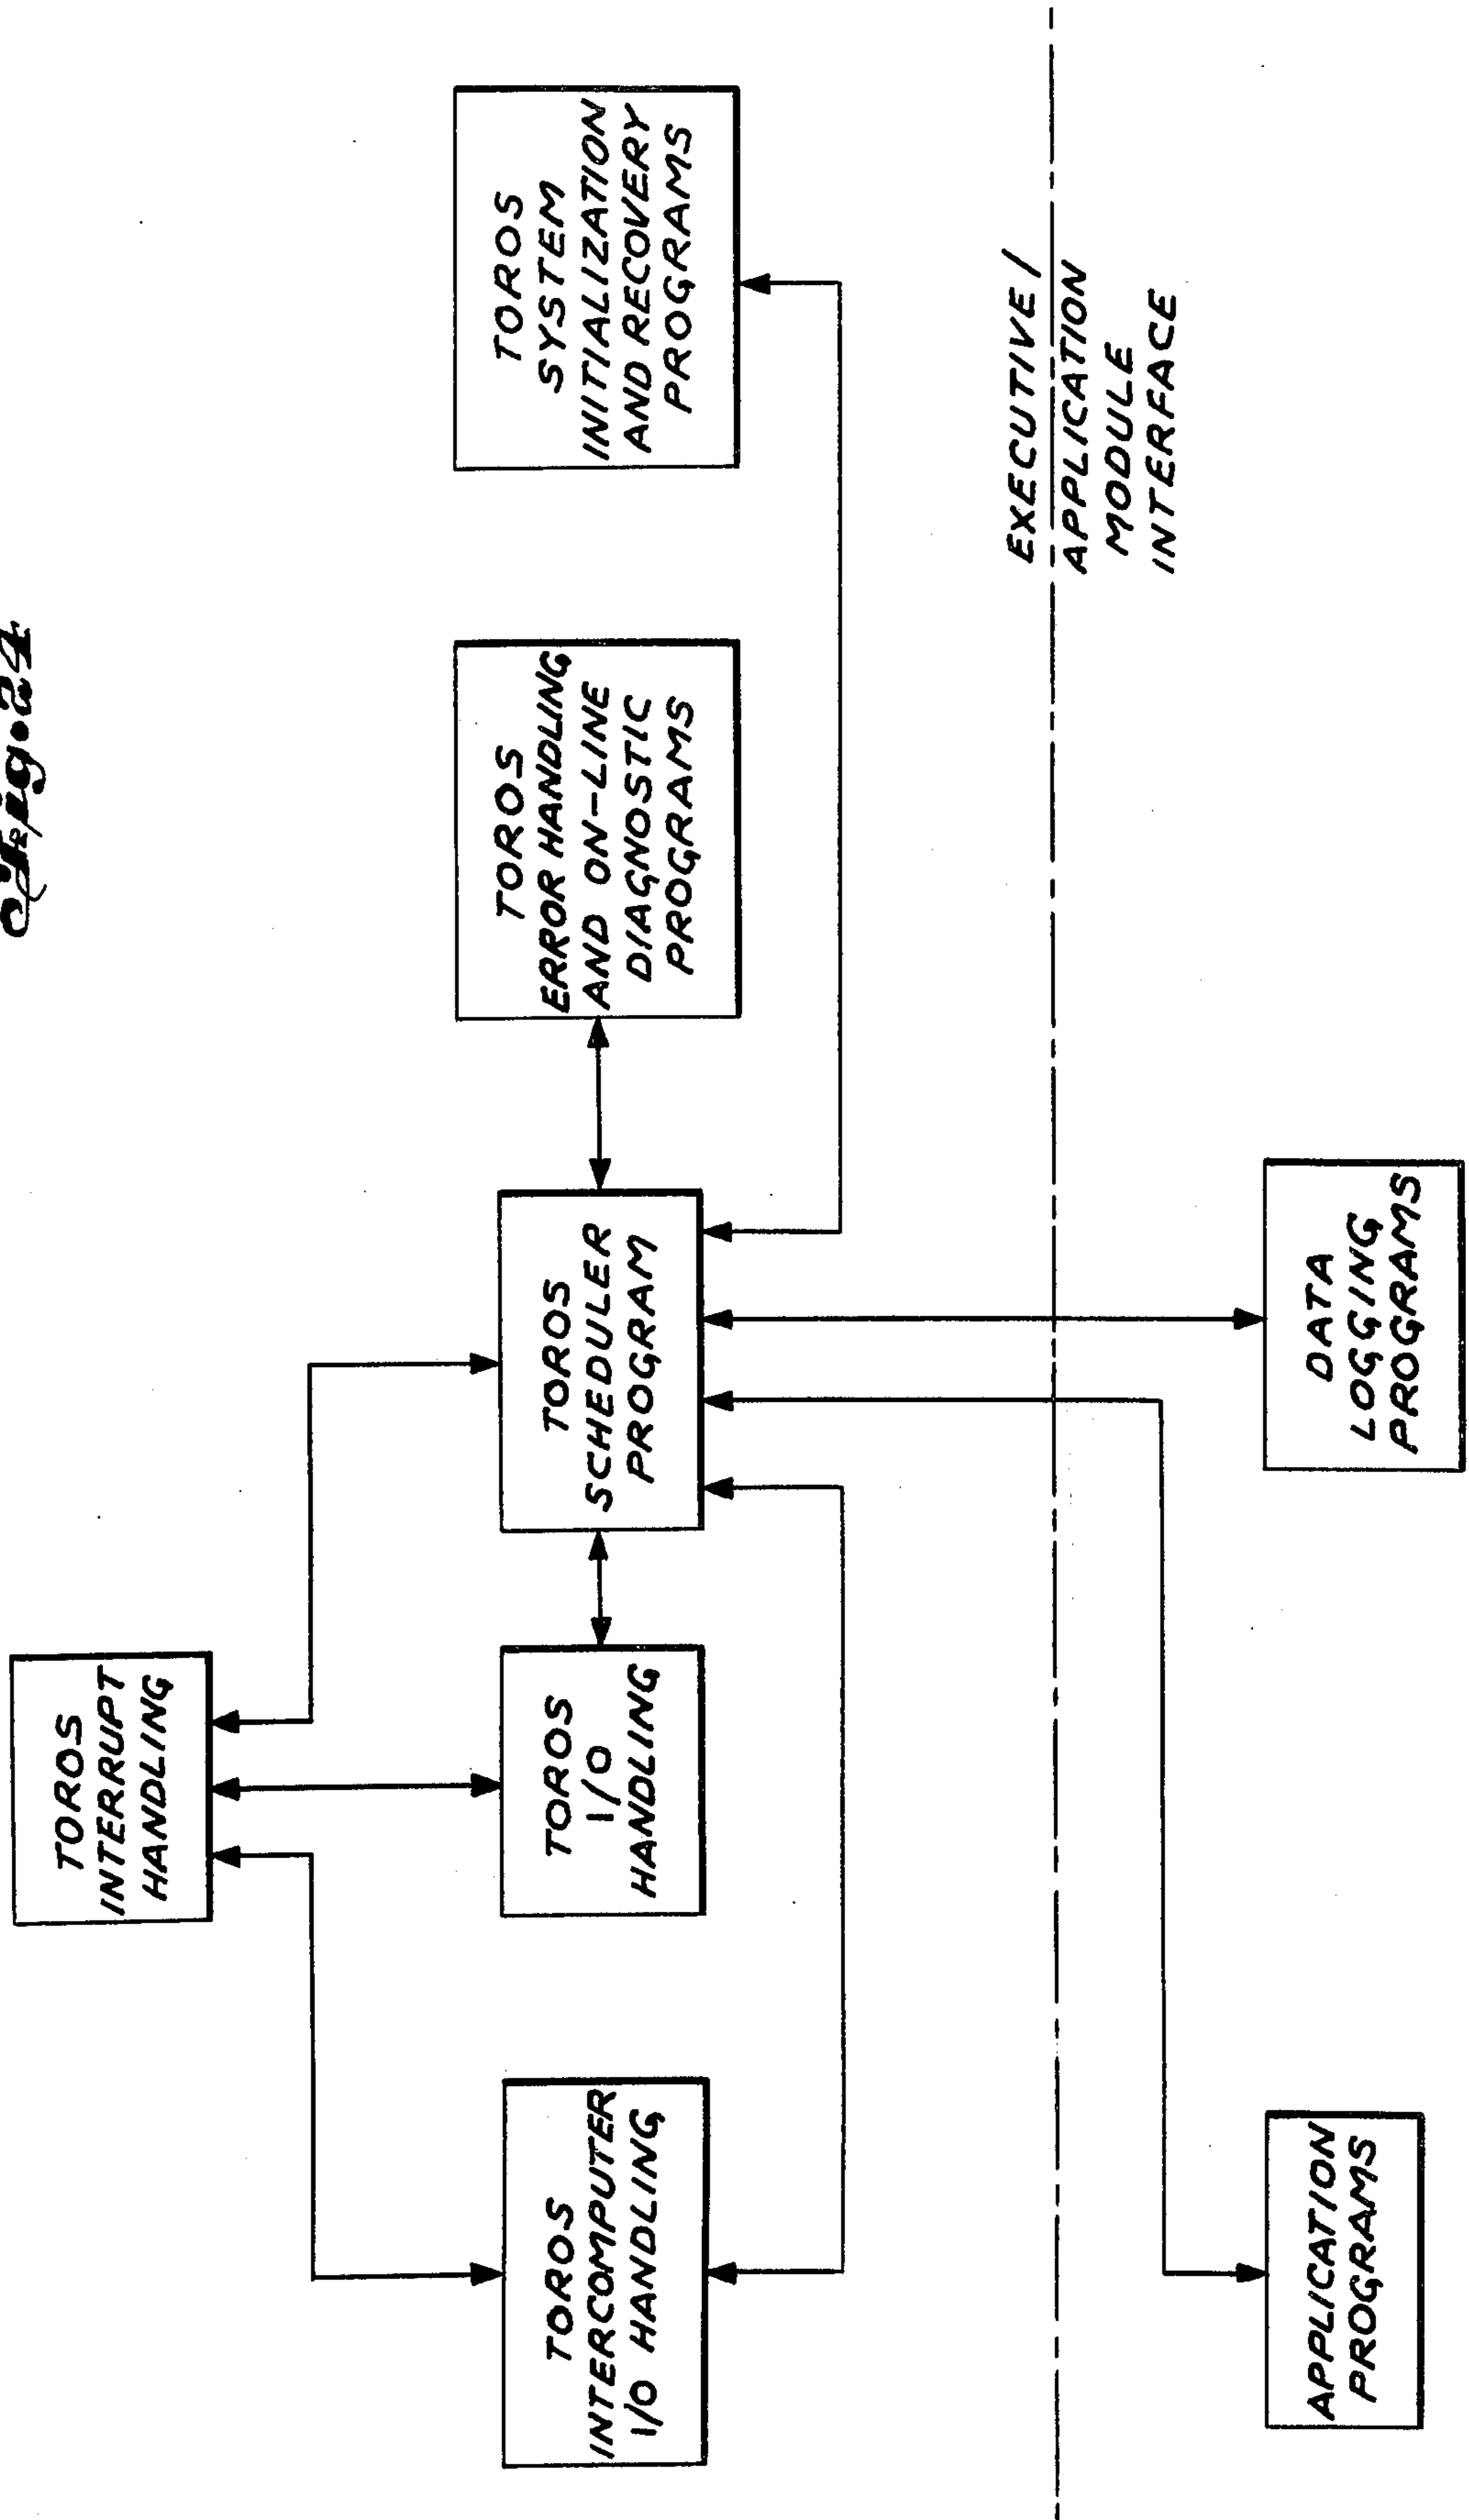 TOROS
INTERRUPT
HANDLING
TOROS
INTERCOMPUTER
I/O HANDLING
TOROS
I/O
HANDLING
TOROS
SCHEDULER
PROGRAM
TOROS
ERROR HANDLING
AND ON-LINE
DIAGNOSTIC
PROGRAMS
TOROS
SYSTEM
INITIALIZATION
AND RECOVERY
PROGRAMS
EXECUTIVE /
APPLICATION
MODULE
INTERFACE
APPLICATION
PROGRAMS
DATA
LOGGING
PROGRAMS